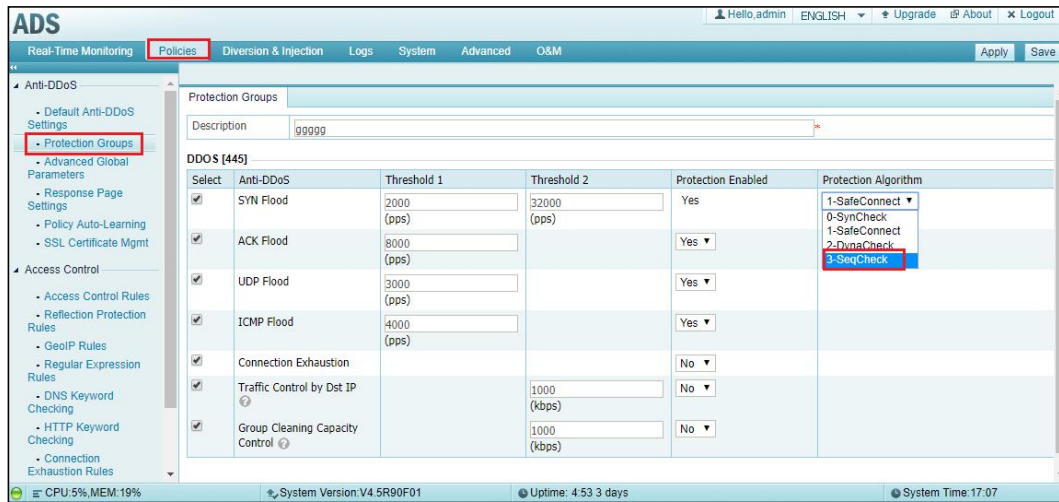 ADS
Hello,admin ENGLISH Upgrade About Logout
Real-Time Monitoring Policies Diversion & Injection Logs System Advanced O&M Apply Save
Anti-DDoS
Default Anti-DDoS
Settings
Protection Groups
Advanced Global
Parameters
Response Page
Settings
Policy Auto-Learning
SSL Certificate Mgmt
Access Control
Access Control Rules
Reflection Protection
Rules
GeoIP Rules
Regular Expression
Rules
DNS Keyword
Checking
HTTP Keyword
Checking
Connection
Exhaustion Rules
Protection Groups
Description ggggg *
DDOS [445]
Select Anti-DDoS Threshold 1 Threshold 2 Protection Enabled Protection Algorithm
SYN Flood 2000 (pps) 32000 (pps) Yes 1-SafeConnect
0-SynCheck
1-SafeConnect
2-DynaCheck
3-SeqCheck
ACK Flood 8000 (pps) Yes
UDP Flood 3000 (pps) Yes
ICMP Flood 4000 (pps) Yes
Connection Exhaustion No
Traffic Control by Dst IP 1000 (kbps) No
Group Cleaning Capacity
Control 1000 (kbps) No
CPU:5%,MEM:19% System Version:V4.5R90F01 Uptime: 4:53 3 days System Time:17:07